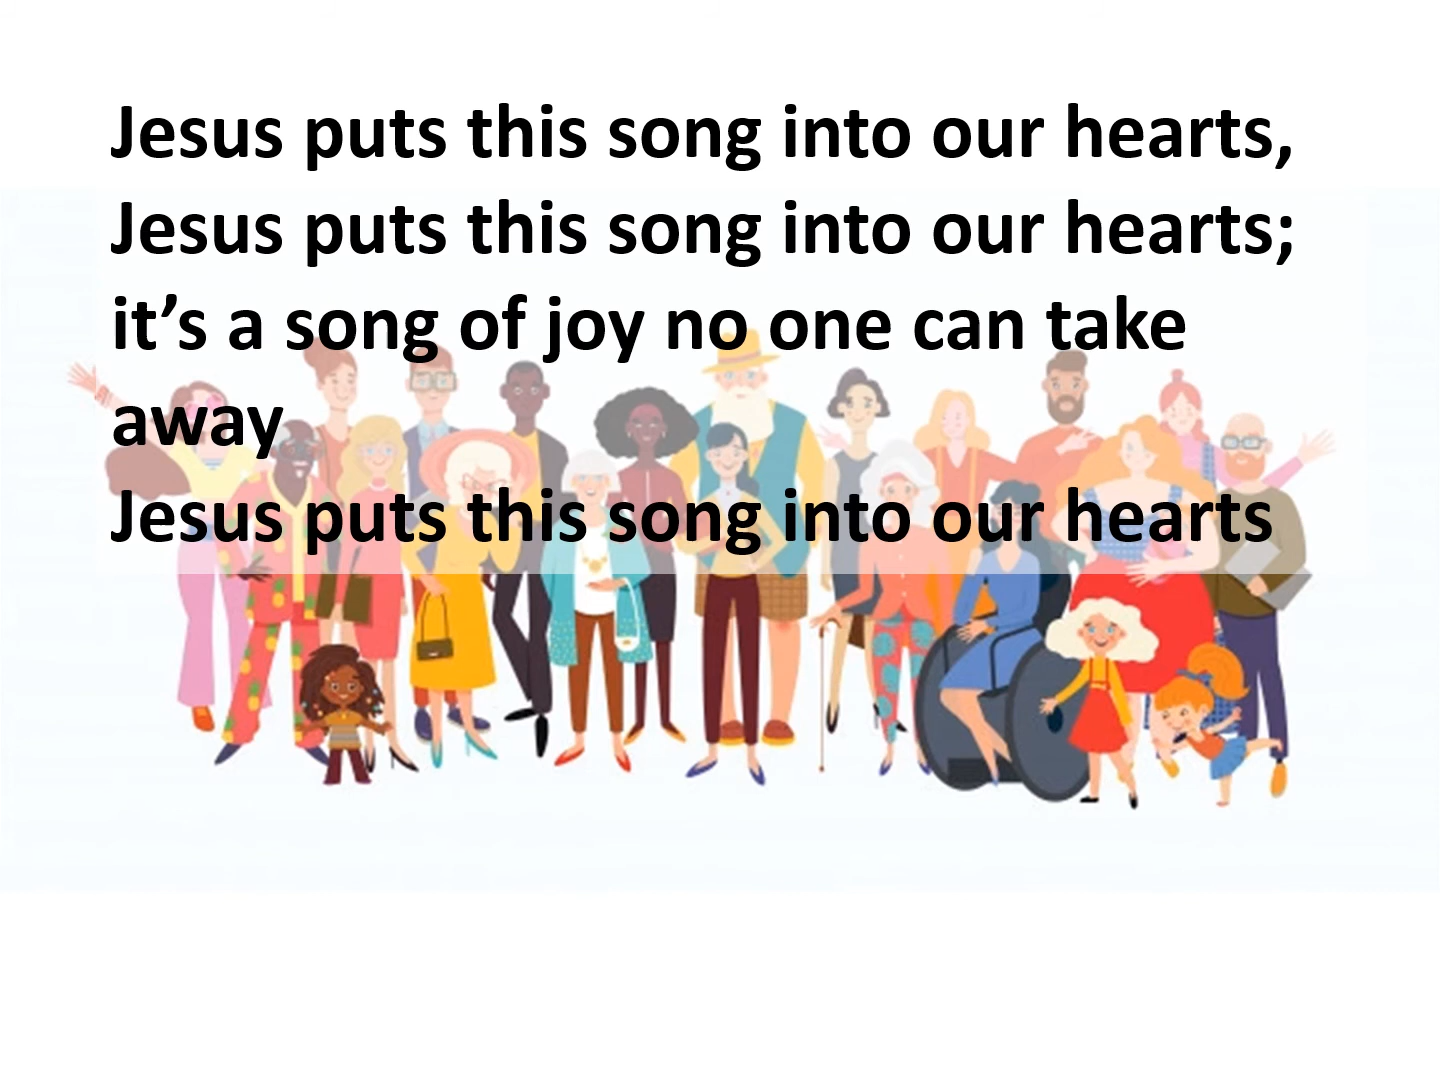 Jesus puts this song into our hearts,
Jesus puts this song into our hearts;
it’s a song of joy no one can take
away
Jesus puts this song into our hearts